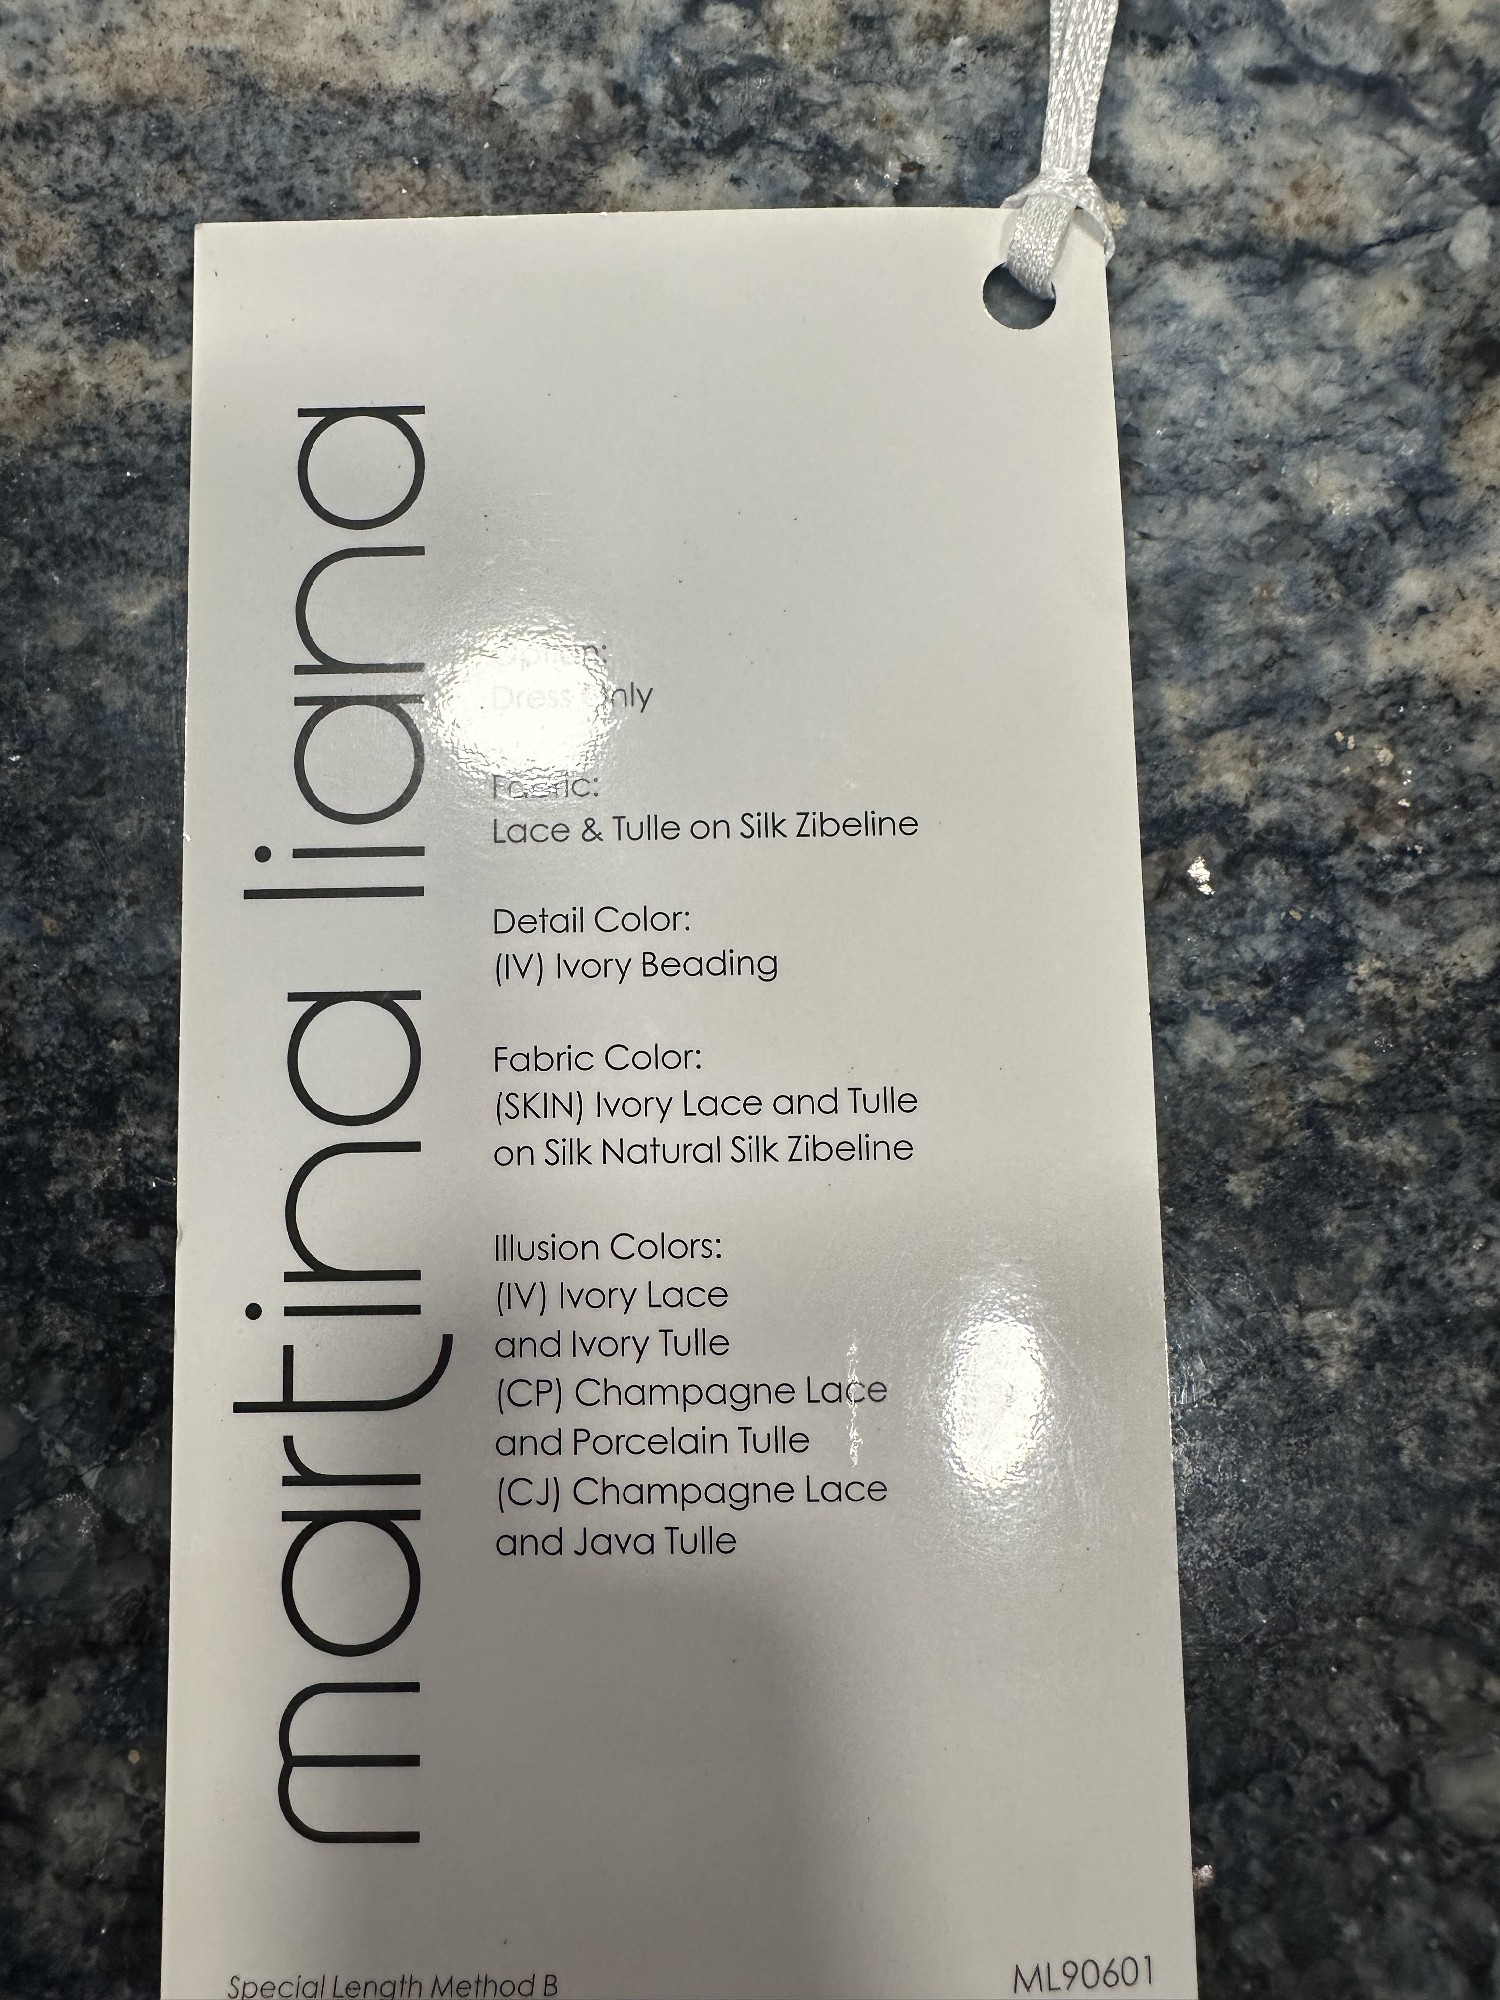 martina liana
Option:
Dress Only
Fabric:
Lace & Tulle on Silk Zibeline
Detail Color:
(IV) Ivory Beading
Fabric Color:
(SKIN) Ivory Lace and Tulle
on Silk Natural Silk Zibeline
Illusion Colors:
(IV) Ivory Lace
and Ivory Tulle
(CP) Champagne Lace
and Porcelain Tulle
(CJ) Champagne Lace
and Java Tulle
Special Length Method B
ML90601